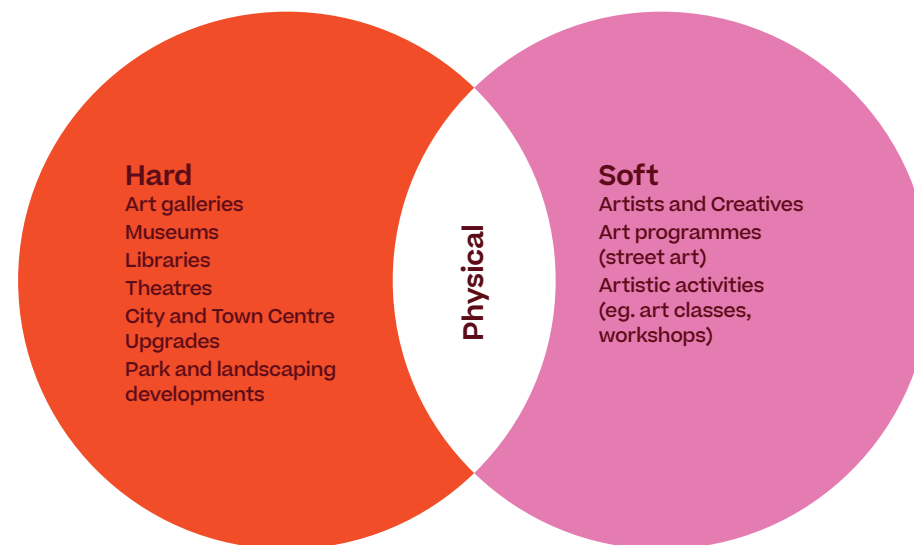 Hard
Art galleries
Museums
Libraries
Theatres
City and Town Centre
Upgrades
Park and landscaping
developments
Physical
Soft
Artists and Creatives
Art programmes
(street art)
Artistic activities
(eg. art classes,
workshops)